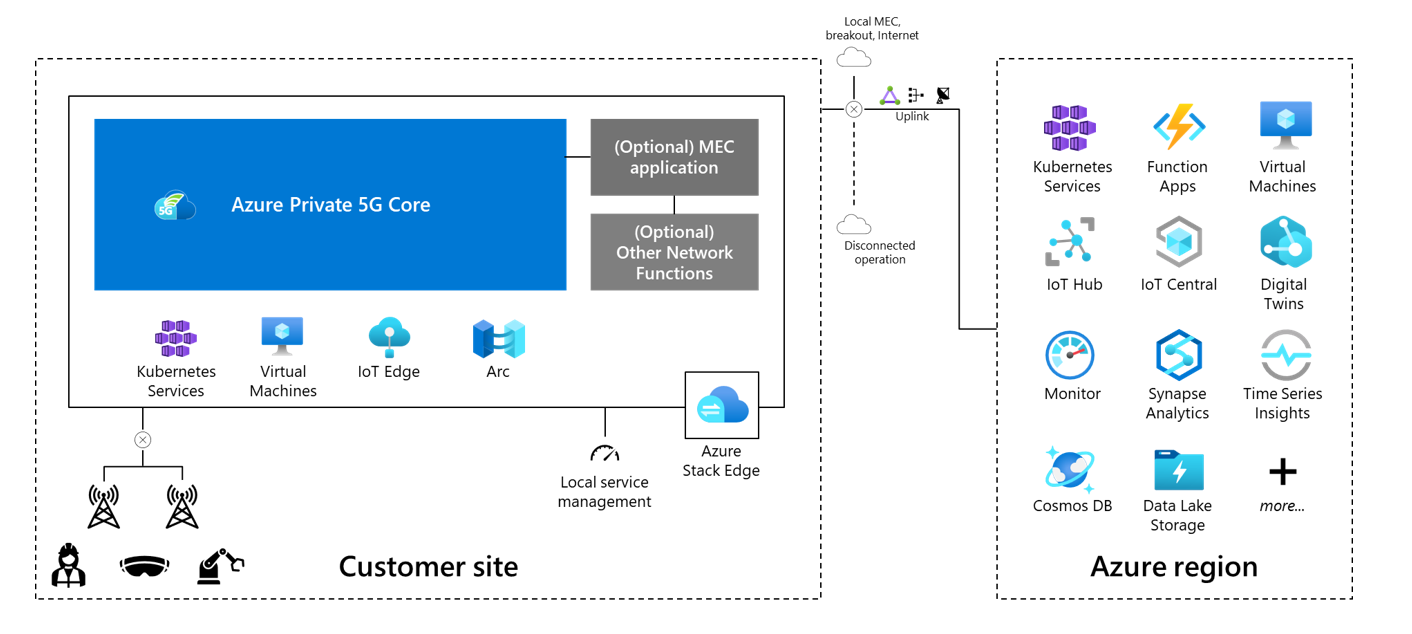 Local MEC,
breakout, Internet
Uplink
Disconnected
operation
5G
Azure Private 5G Core
(Optional) MEC
application
(Optional)
Other Network
Functions
Kubernetes
Services
Virtual
Machines
IoT Edge
Arc
Azure
Stack Edge
Local service
management
Customer site
Kubernetes
Services
Function
Apps
Virtual
Machines
IoT Hub
IoT Central
Digital
Twins
Monitor
Synapse
Analytics
Time Series
Insights
Cosmos DB
Data Lake
Storage
more...
Azure region